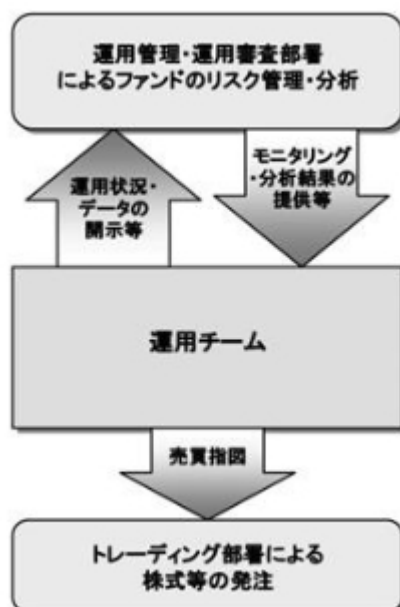 運用管理・運用審査部署
によるファンドのリスク管理・分析
運用状況・
データの
開示等
モニタリング
・分析結果の
提供等
運用チーム
売買指図
トレーディング部署による
株式等の発注